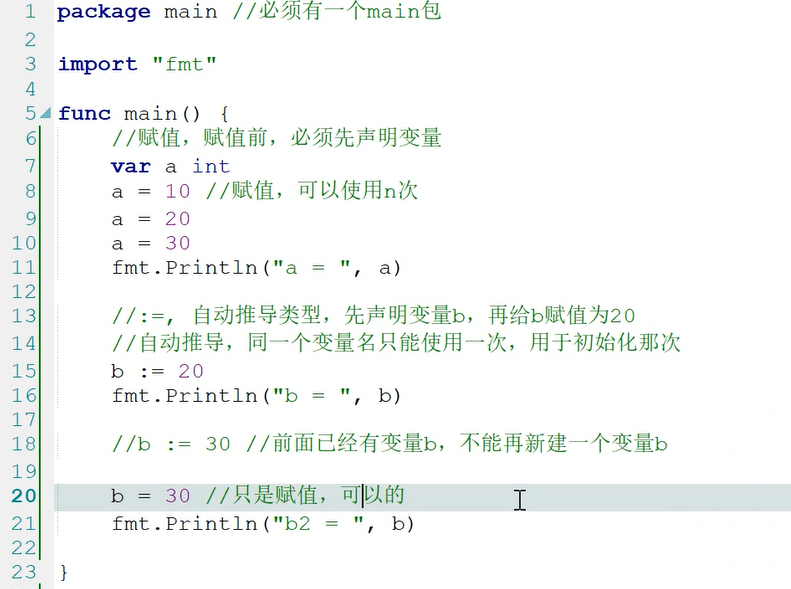 1 package main //必须有一个main包
2
3 import "fmt"
4
5 func main() {
6 //赋值，赋值前，必须先声明变量
7 var a int
8 a = 10 //赋值，可以使用n次
9 a = 20
10 a = 30
11 fmt.Println("a = ", a)
12
13 //:=, 自动推导类型，先声明变量b，再给b赋值为20
14 //自动推导，同一个变量名只能使用一次，用于初始化那次
15 b := 20
16 fmt.Println("b = ", b)
17
18 //b := 30 //前面已经有变量b，不能再新建一个变量b
19
20 b = 30 //只是赋值，可以的
21 fmt.Println("b2 = ", b)
22
23 }